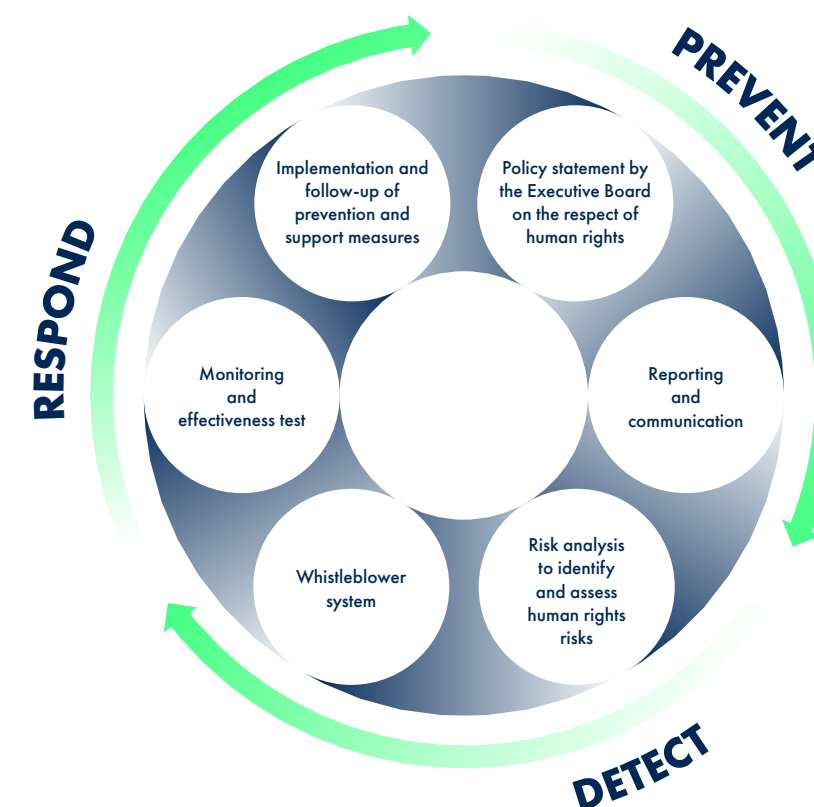 PREVENT
Implementation and
follow-up of
prevention and
support measures
Policy statement by
the Executive Board
on the respect of
human rights
RESPOND
Monitoring
and
effectiveness test
Reporting
and
communication
Whistleblower
system
Risk analysis
to identify
and assess
human rights
risks
DETECT